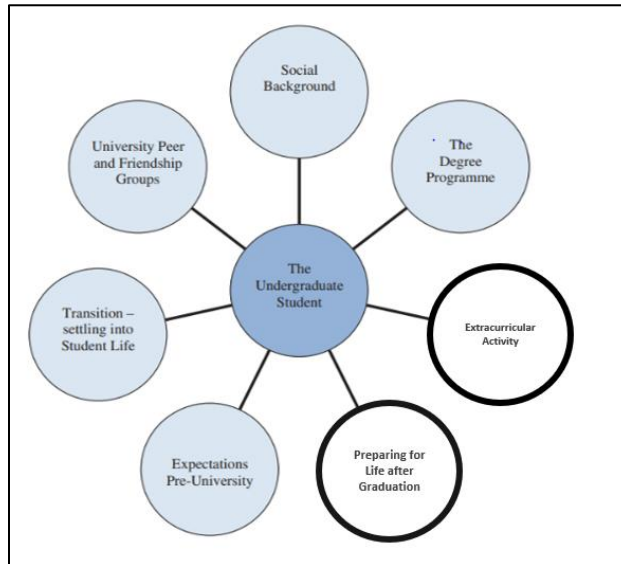 Social
Background
University Peer
and Friendship
Groups
The
Degree
Programme
The
Undergraduate
Student
Transition –
settling into
Student Life
Extracurricular
Activity
Expectations
Pre-University
Preparing for
Life after
Graduation